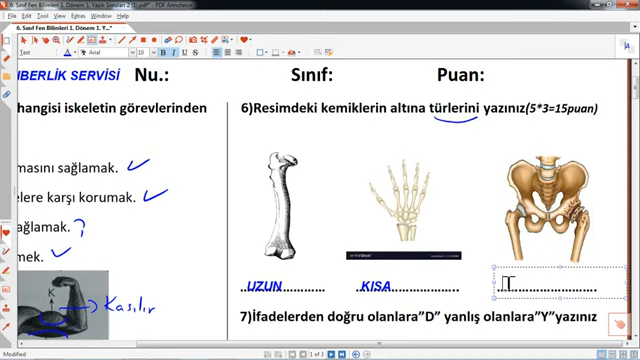 6. Sınıf Fen Bilimleri 1. Dönem 1. Yazılı Soruları 2 (1).pdf* - PDF Annotator
File Edit Insert View Tool Document Extras Window Help
6. Sınıf Fen Bilimleri 1. Dönem 1. Y...*
Text
BERLİK SERVİSİ Nu.: Sınıf: Puan:
hangisi iskeletin görevlerinden
masını sağlamak.
elere karşı korumak.
ağlamak. ?
mek.
K
Kasılır
6)Resimdeki kemiklerin altına türlerini yazınız(5*3=15puan)
UZUN
KISA
7)İfadelerden doğru olanlara”D” yanlış olanlara”Y”yazınız
Modified
1 of 3